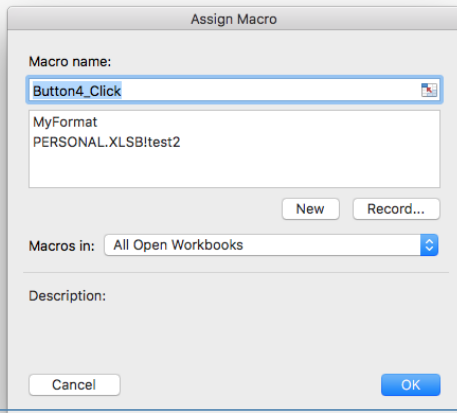 Assign Macro
Macro name:
Button4_Click
MyFormat
PERSONAL.XLSB!test2
New Record...
Macros in: All Open Workbooks
Description:
Cancel OK